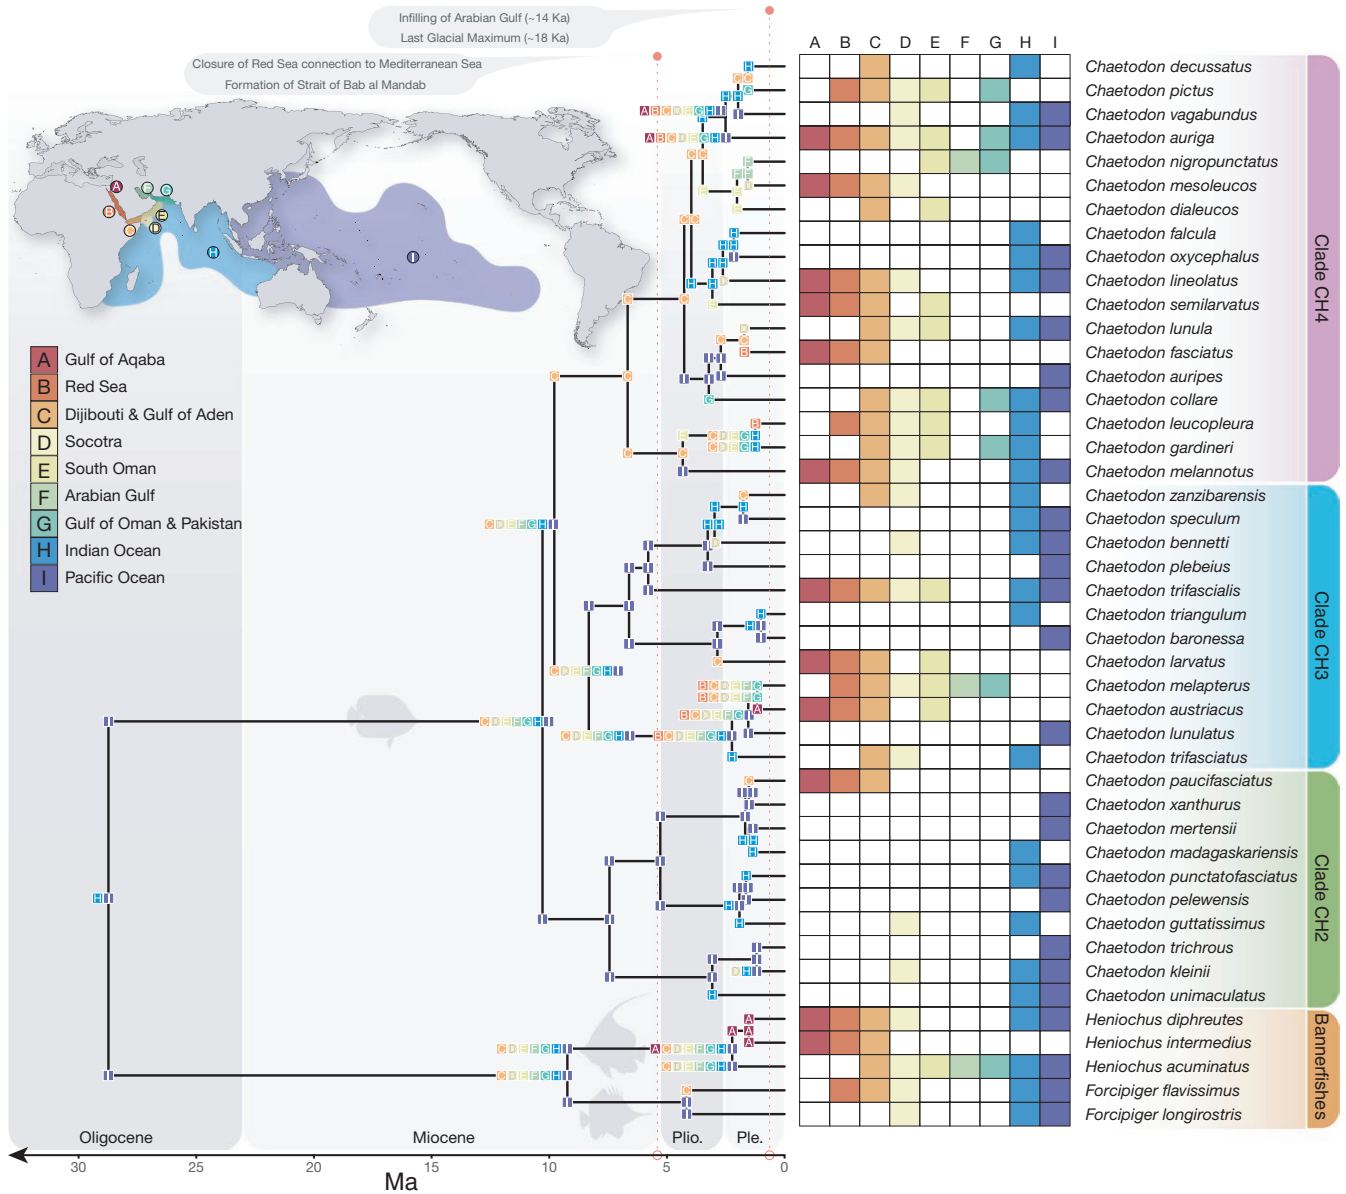 Infilling of Arabian Gulf (~14 Ka)
Last Glacial Maximum (~18 Ka)
Closure of Red Sea connection to Mediterranean Sea
Formation of Strait of Bab al Mandab
A B C D E F G H I
A Gulf of Aqaba
B Red Sea
C Dijibouti & Gulf of Aden
D Socotra
E South Oman
F Arabian Gulf
G Gulf of Oman & Pakistan
H Indian Ocean
I Pacific Ocean
Chaetodon decussatus
Chaetodon pictus
Chaetodon vagabundus
Chaetodon auriga
Chaetodon nigropunctatus
Chaetodon mesoleucos
Chaetodon dialeucos
Chaetodon falcula
Chaetodon oxycephalus
Chaetodon lineolatus
Chaetodon semilarvatus
Chaetodon lunula
Chaetodon fasciatus
Chaetodon auripes
Chaetodon collare
Chaetodon leucopleura
Chaetodon gardineri
Chaetodon melannotus
Clade CH4
Chaetodon zanzibarensis
Chaetodon speculum
Chaetodon bennetti
Chaetodon plebeius
Chaetodon trifascialis
Chaetodon triangulum
Chaetodon baronessa
Chaetodon larvatus
Chaetodon melapterus
Chaetodon austriacus
Chaetodon lunulatus
Chaetodon trifasciatus
Clade CH3
Chaetodon paucifasciatus
Chaetodon xanthurus
Chaetodon mertensii
Chaetodon madagaskariensis
Chaetodon punctatofasciatus
Chaetodon pelewensis
Chaetodon guttatissimus
Chaetodon trichrous
Chaetodon kleinii
Chaetodon unimaculatus
Clade CH2
Heniochus diphreutes
Heniochus intermedius
Heniochus acuminatus
Forcipiger flavissimus
Forcipiger longirostris
Bannerfishes
Oligocene Miocene Plio. Ple.
30 25 20 15 10 5 0
Ma